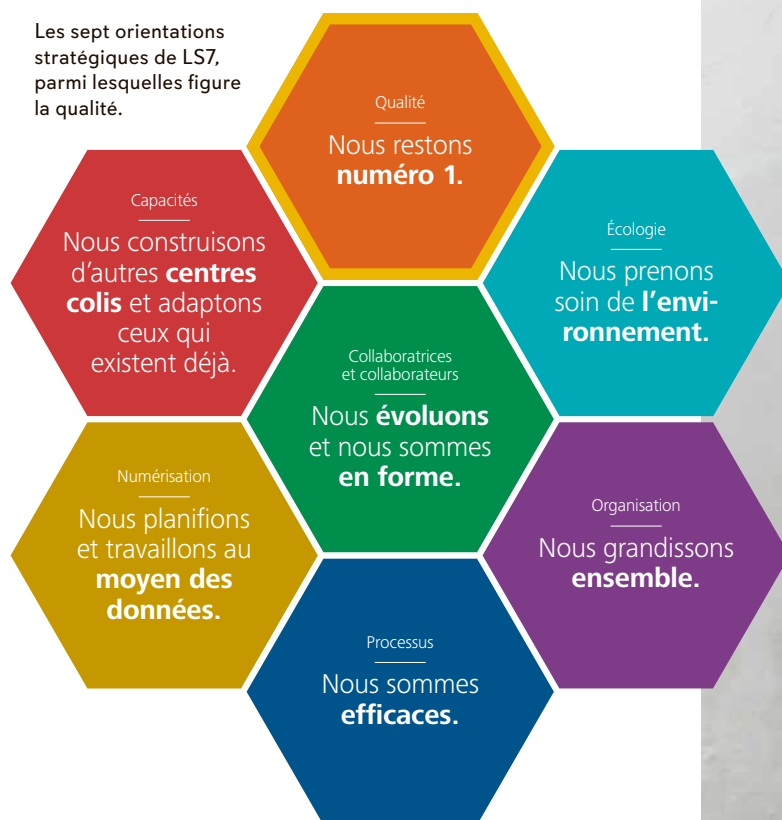 Les sept orientations
stratégiques de LS7,
parmi lesquelles figure
la qualité.
Qualité
Nous restons
numéro 1.
Capacités
Nous construisons
d'autres centres
colis et adaptons
ceux qui
existent déjà.
Écologie
Nous prenons
soin de l'envi-
ronnement.
Collaboratrices
et collaborateurs
Nous évoluons
et nous sommes
en forme.
Numérisation
Nous planifions
et travaillons au
moyen des
données.
Organisation
Nous grandissons
ensemble.
Processus
Nous sommes
efficaces.